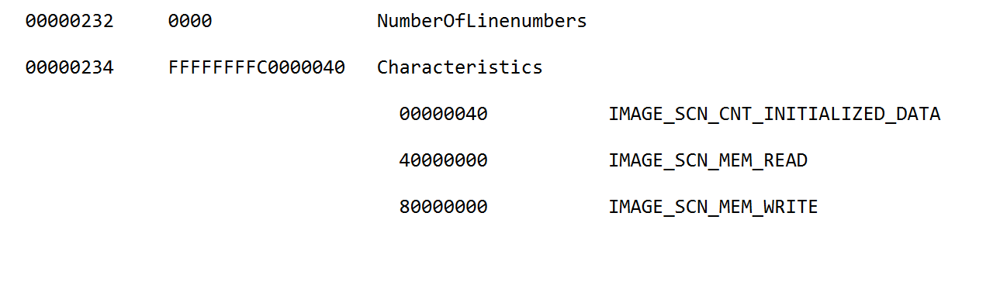 00000232 0000 NumberOfLinenumbers
00000234 FFFFFFFFC0000040 Characteristics
00000040 IMAGE_SCN_CNT_INITIALIZED_DATA
40000000 IMAGE_SCN_MEM_READ
80000000 IMAGE_SCN_MEM_WRITE